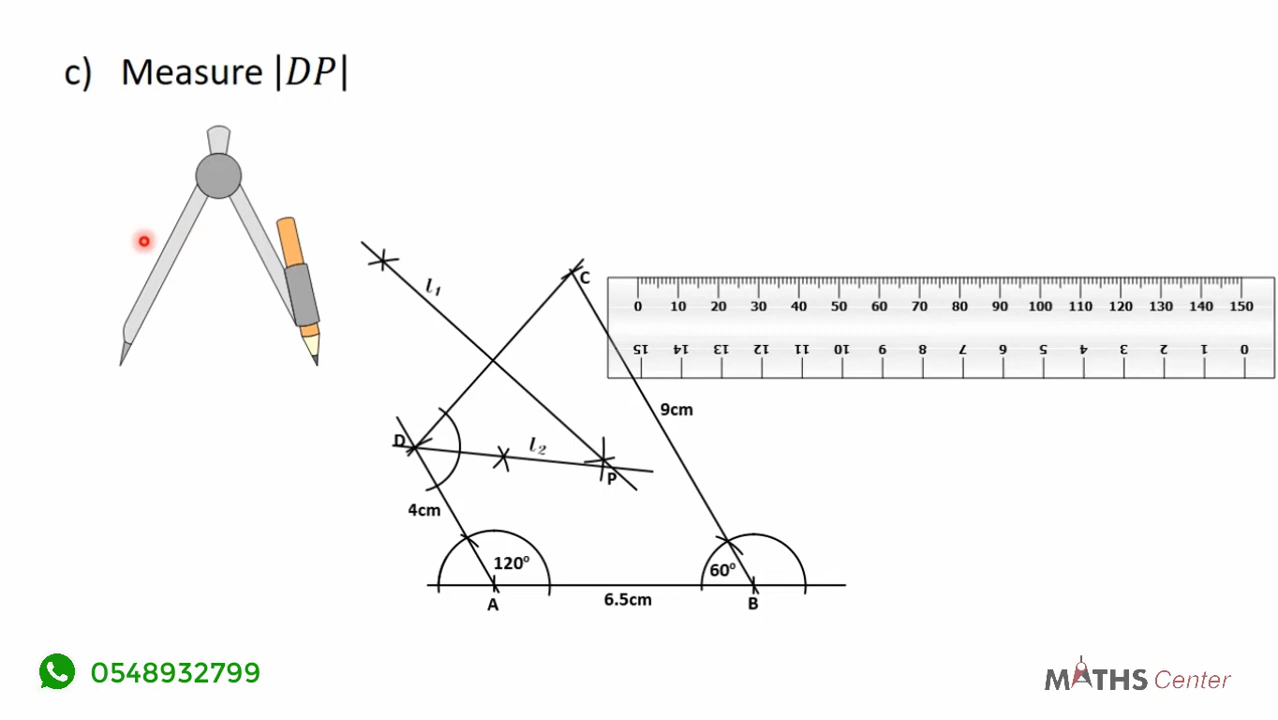 c) Measure |DP|
l₁
C
0 10 20 30 40 50 60 70 80 90 100 110 120 130 140 150
15 14 13 12 11 10 9 8 7 6 5 4 3 2 1 0
9cm
D
l₂
P
4cm
120º
60º
6.5cm
A
B
0548932799
MATHS Center